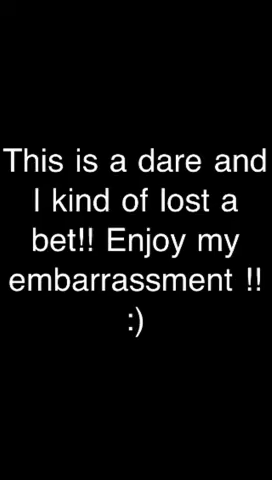 This is a dare and
I kind of lost a
bet!! Enjoy my
embarrassment !!
:)